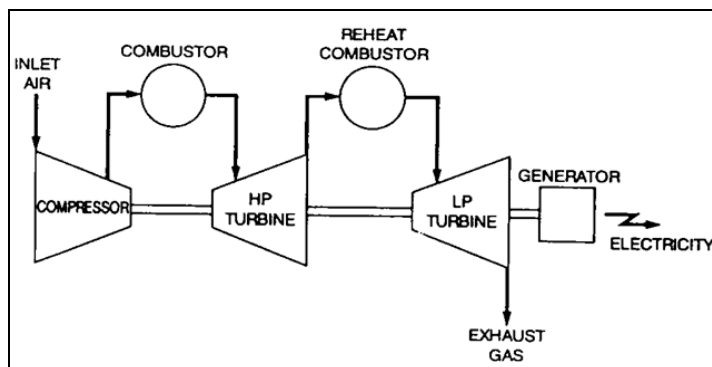 INLET
AIR
COMBUSTOR
REHEAT
COMBUSTOR
COMPRESSOR
HP
TURBINE
LP
TURBINE
GENERATOR
ELECTRICITY
EXHAUST
GAS